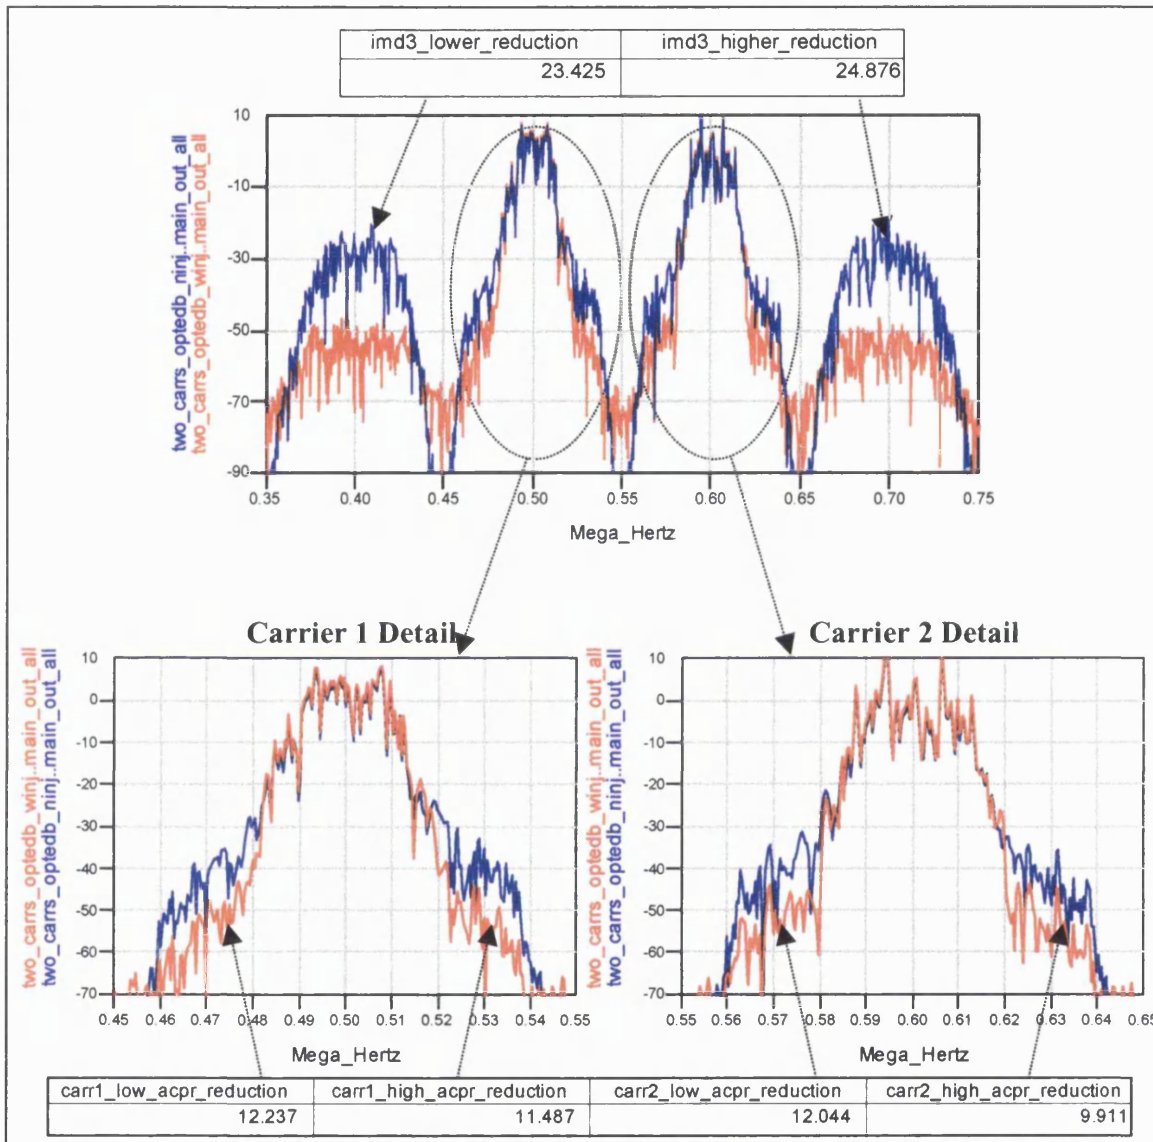 imd3_lower_reduction imd3_higher_reduction
23.425 24.876
two_carrs_optedb_ninj..main_out_all
two_carrs_optedb_winj..main_out_all
10
-10
-30
-50
-70
-90
0.35 0.40 0.45 0.50 0.55 0.60 0.65 0.70 0.75
Mega_Hertz
Carrier 1 Detail
two_carrs_optedb_winj..main_out_all
two_carrs_optedb_ninj..main_out_all
10
0
-10
-20
-30
-40
-50
-60
-70
0.45 0.46 0.47 0.48 0.49 0.50 0.51 0.52 0.53 0.54 0.55
Mega_Hertz
Carrier 2 Detail
two_carrs_optedb_winj..main_out_all
two_carrs_optedb_ninj..main_out_all
10
0
-10
-20
-30
-40
-50
-60
-70
0.55 0.56 0.57 0.58 0.59 0.60 0.61 0.62 0.63 0.64 0.65
Mega_Hertz
carr1_low_acpr_reduction carr1_high_acpr_reduction carr2_low_acpr_reduction carr2_high_acpr_reduction
12.237 11.487 12.044 9.911